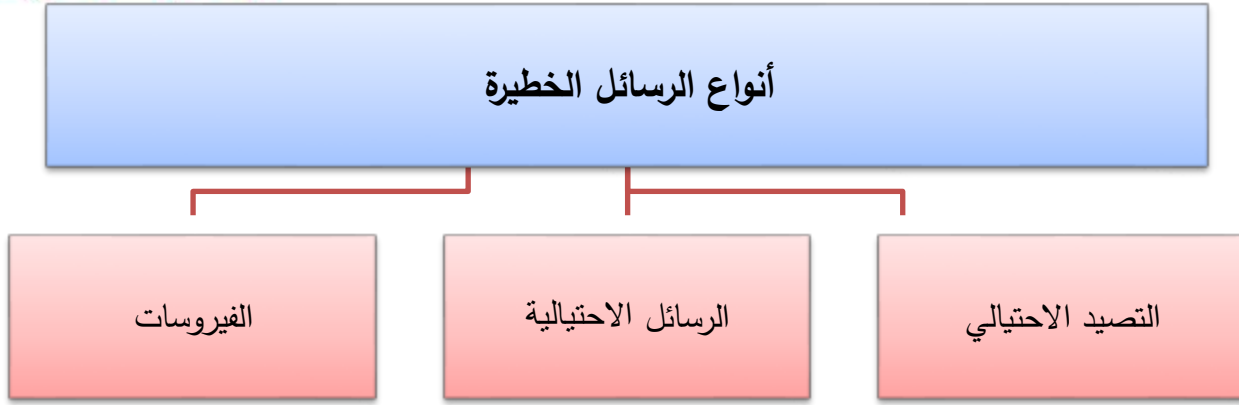 أنواع الرسائل الخطيرة
التصيد الاحتيالي
الرسائل الاحتيالية
الفيروسات